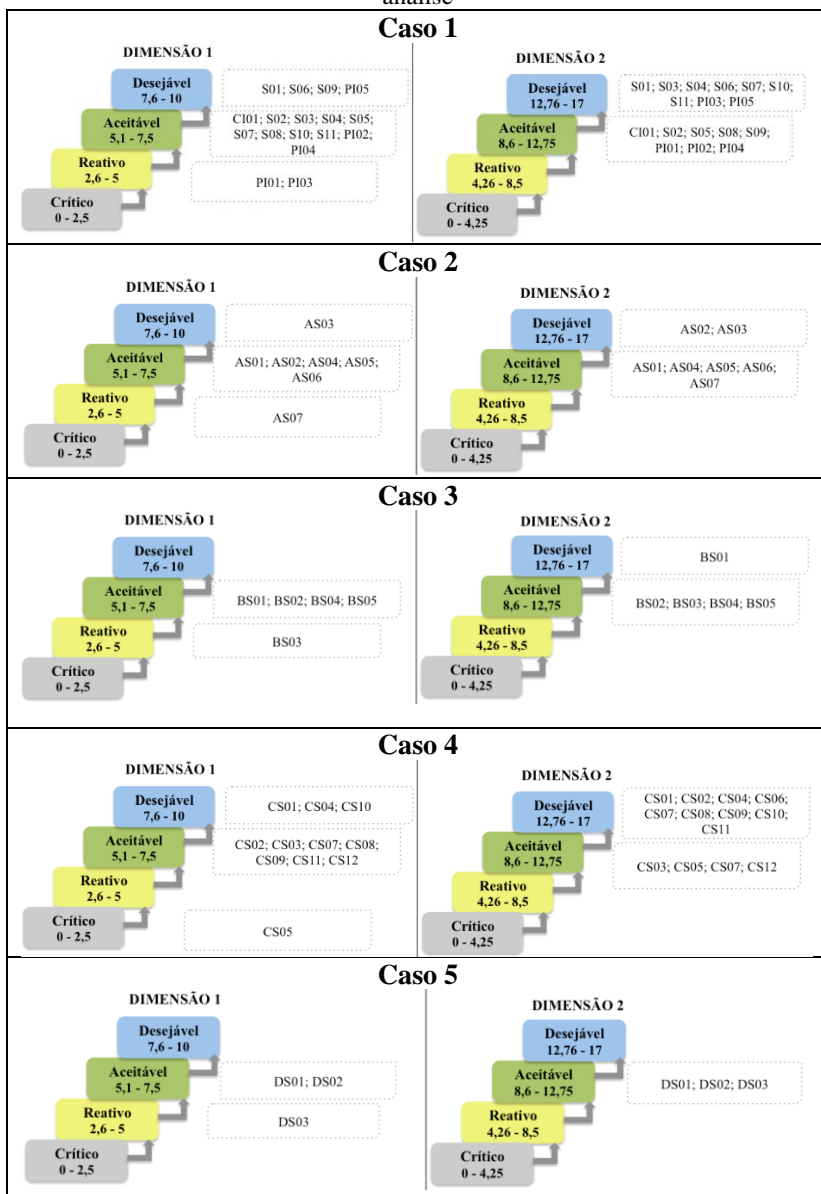 análise
Caso 1
DIMENSÃO 1
Desejável
7,6 - 10
S01; S06; S09; PI05
Aceitável
5,1 - 7,5
CI01; S02; S03; S04; S05;
S07; S08; S10; S11; PI02;
PI04
Reativo
2,6 - 5
PI01; PI03
Crítico
0 - 2,5
DIMENSÃO 2
Desejável
12,76 - 17
S01; S03; S04; S06; S07; S10;
S11; PI03; PI05
Aceitável
8,6 - 12,75
CI01; S02; S05; S08; S09;
PI01; PI02; PI04
Reativo
4,26 - 8,5
Crítico
0 - 4,25
Caso 2
DIMENSÃO 1
Desejável
7,6 - 10
AS03
Aceitável
5,1 - 7,5
AS01; AS02; AS04; AS05;
AS06
Reativo
2,6 - 5
AS07
Crítico
0 - 2,5
DIMENSÃO 2
Desejável
12,76 - 17
AS02; AS03
Aceitável
8,6 - 12,75
AS01; AS04; AS05; AS06;
AS07
Reativo
4,26 - 8,5
Crítico
0 - 4,25
Caso 3
DIMENSÃO 1
Desejável
7,6 - 10
Aceitável
5,1 - 7,5
BS01; BS02; BS04; BS05
Reativo
2,6 - 5
BS03
Crítico
0 - 2,5
DIMENSÃO 2
Desejável
12,76 - 17
BS01
Aceitável
8,6 - 12,75
BS02; BS03; BS04; BS05
Reativo
4,26 - 8,5
Crítico
0 - 4,25
Caso 4
DIMENSÃO 1
Desejável
7,6 - 10
CS01; CS04; CS10
Aceitável
5,1 - 7,5
CS02; CS03; CS07; CS08;
CS09; CS11; CS12
Reativo
2,6 - 5
Crítico
0 - 2,5
CS05
DIMENSÃO 2
Desejável
12,76 - 17
CS01; CS02; CS04; CS06;
CS07; CS08; CS09; CS10;
CS11
Aceitável
8,6 - 12,75
CS03; CS05; CS07; CS12
Reativo
4,26 - 8,5
Crítico
0 - 4,25
Caso 5
DIMENSÃO 1
Desejável
7,6 - 10
Aceitável
5,1 - 7,5
DS01; DS02
Reativo
2,6 - 5
DS03
Crítico
0 - 2,5
DIMENSÃO 2
Desejável
12,76 - 17
Aceitável
8,6 - 12,75
DS01; DS02; DS03
Reativo
4,26 - 8,5
Crítico
0 - 4,25